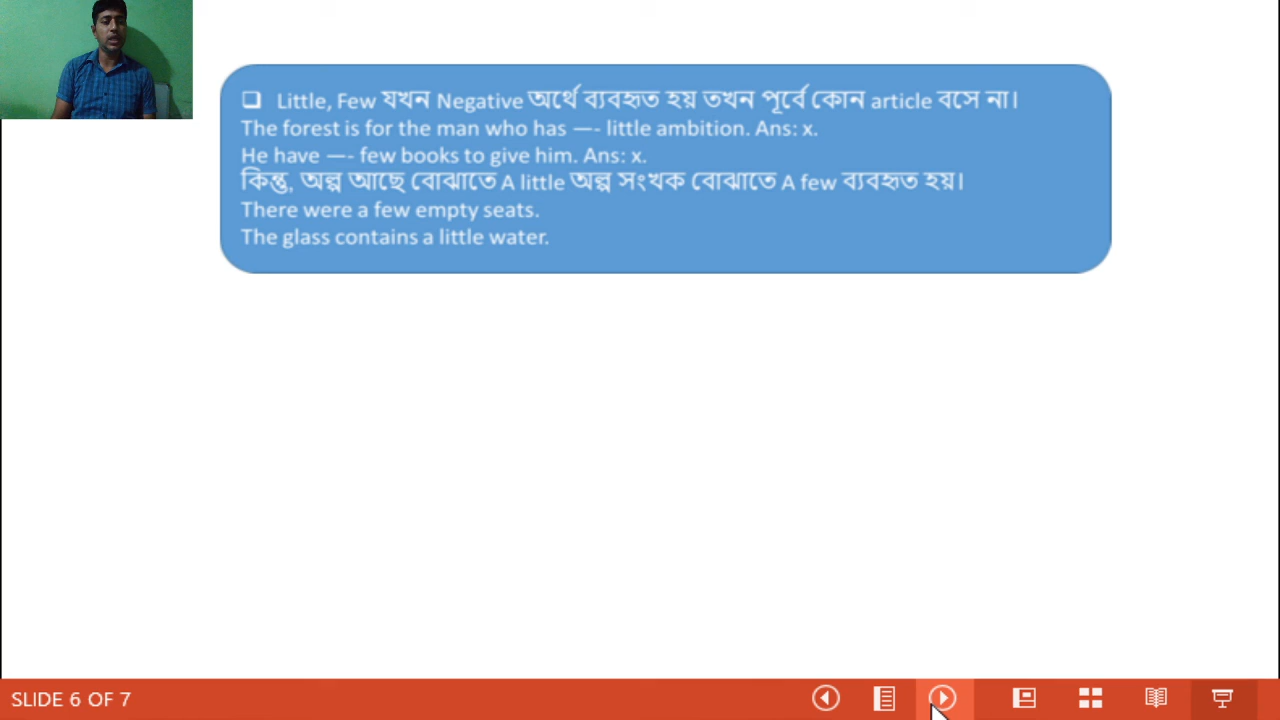 ❑ Little, Few যখন Negative অর্থে ব্যবহৃত হয় তখন পূর্বে কোন article বসে না।
The forest is for the man who has —- little ambition. Ans: x.
He have —- few books to give him. Ans: x.
কিন্তু, অল্প আছে বোঝাতে A little অল্প সংখক বোঝাতে A few ব্যবহৃত হয়।
There were a few empty seats.
The glass contains a little water.
SLIDE 6 OF 7